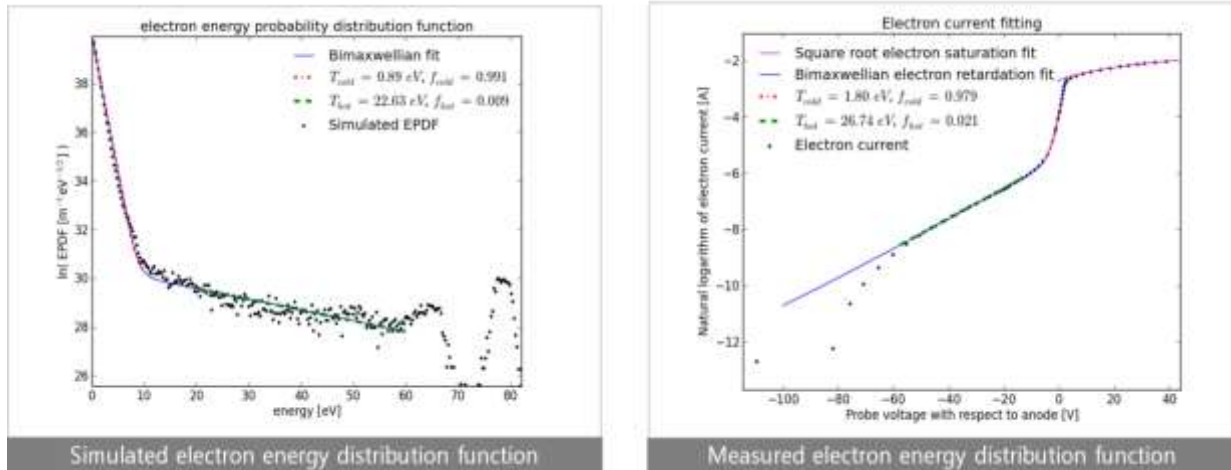 electron energy probability distribution function
ln( EPDF [m⁻³eV⁻³ᐟ²] )
38
36
34
32
30
28
26
Bimaxwellian fit
T_cold = 0.89 eV, f_cold = 0.991
T_hot = 22.63 eV, f_hot = 0.009
Simulated EPDF
0 10 20 30 40 50 60 70 80
energy [eV]
Simulated electron energy distribution function
Electron current fitting
Natural logarithm of electron current [A]
−2
−4
−6
−8
−10
−12
Square root electron saturation fit
Bimaxwellian electron retardation fit
T_cold = 1.80 eV, f_cold = 0.979
T_hot = 26.74 eV, f_hot = 0.021
Electron current
−100 −80 −60 −40 −20 0 20 40
Probe voltage with respect to anode [V]
Measured electron energy distribution function